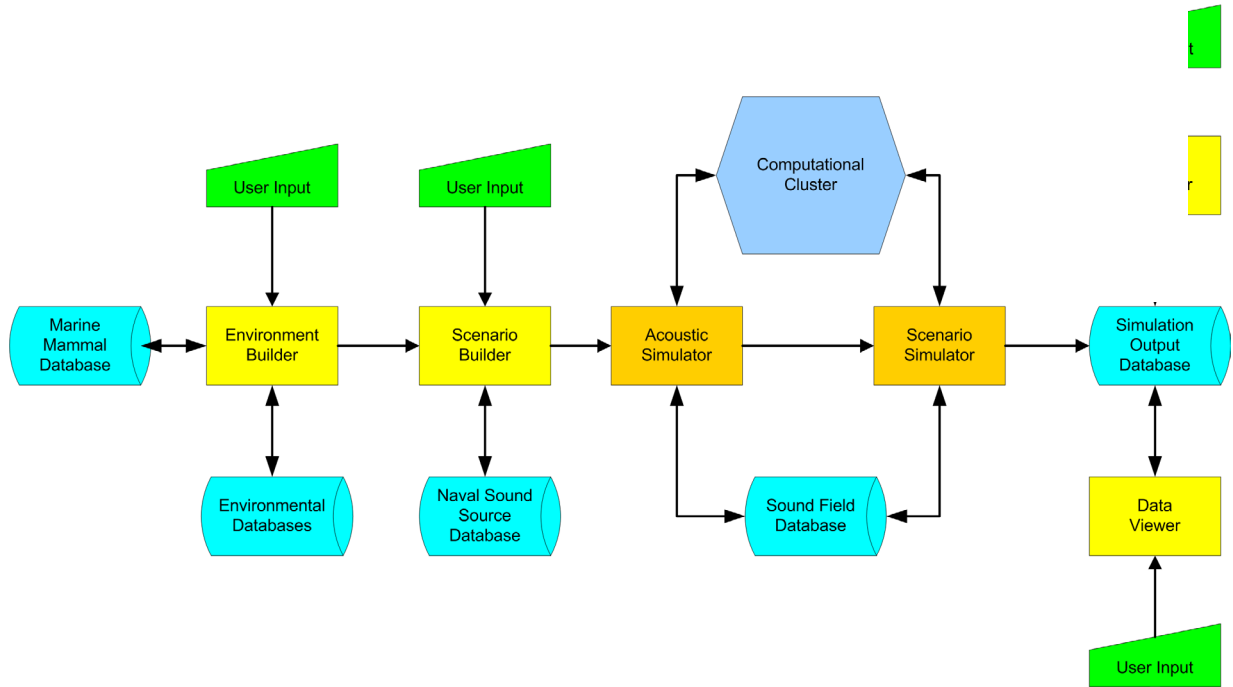 t
r
Computational
Cluster
User Input
User Input
Marine
Mammal
Database
Environment
Builder
Scenario
Builder
Acoustic
Simulator
Scenario
Simulator
Simulation
Output
Database
Environmental
Databases
Naval Sound
Source
Database
Sound Field
Database
Data
Viewer
User Input